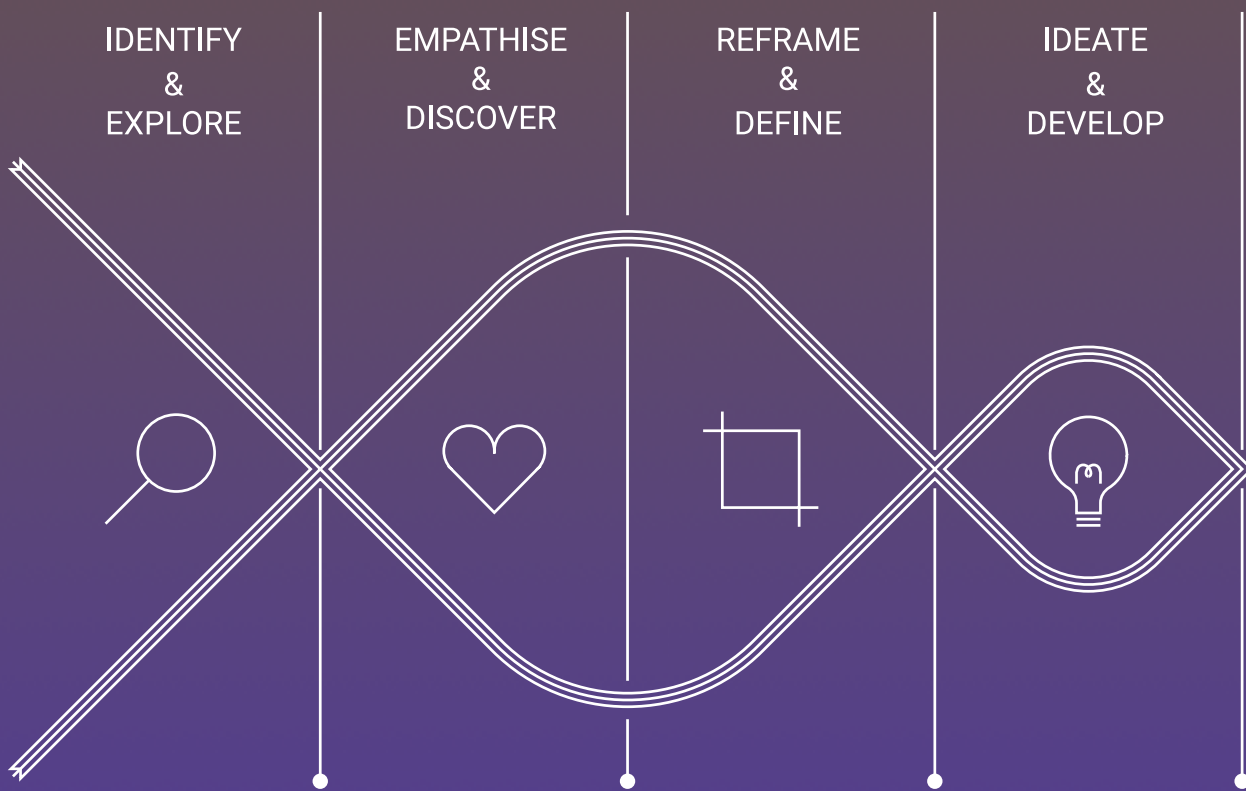 IDENTIFY
&
EXPLORE
EMPATHISE
&
DISCOVER
REFRAME
&
DEFINE
IDEATE
&
DEVELOP